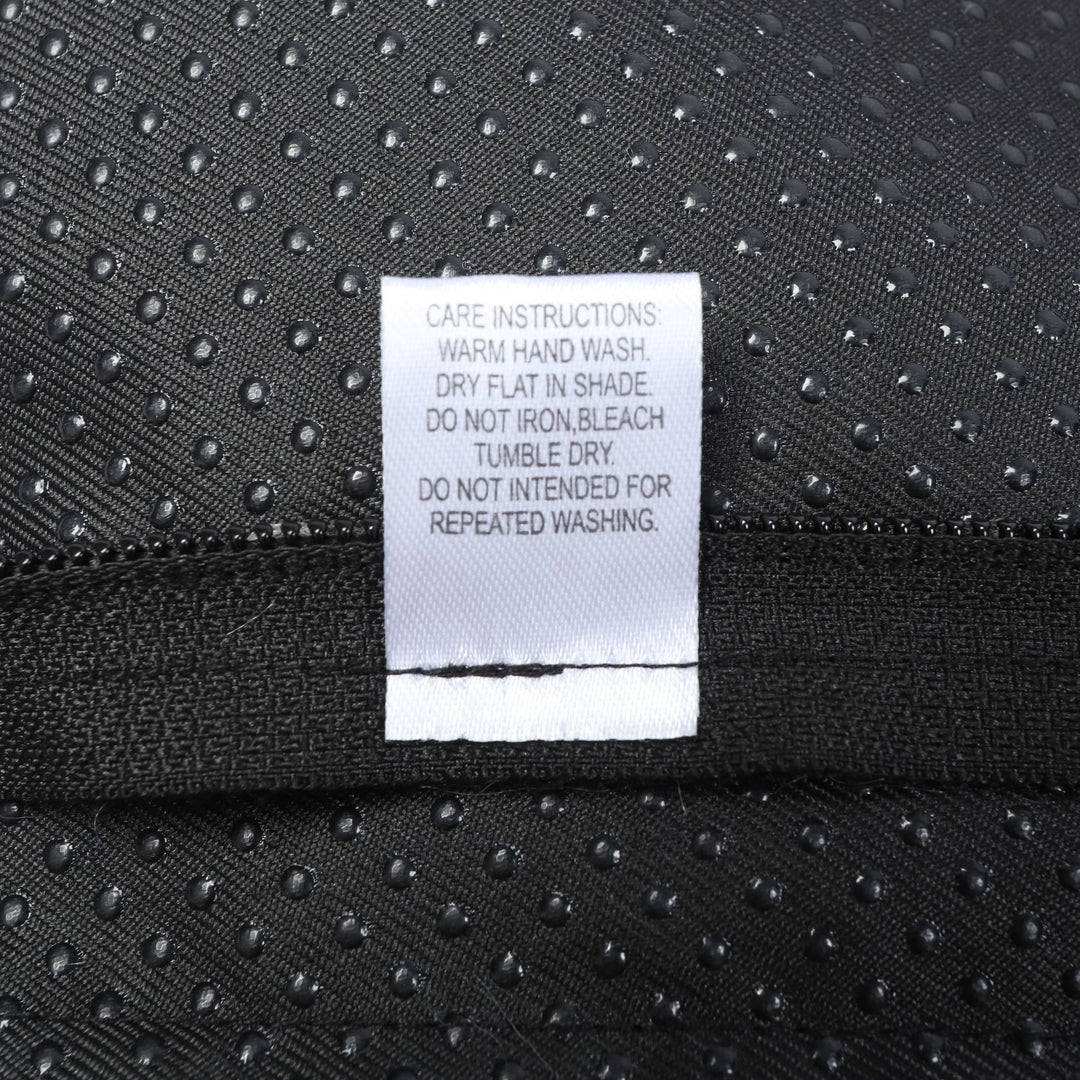 CARE INSTRUCTIONS:
WARM HAND WASH.
DRY FLAT IN SHADE.
DO NOT IRON,BLEACH
TUMBLE DRY.
DO NOT INTENDED FOR
REPEATED WASHING.